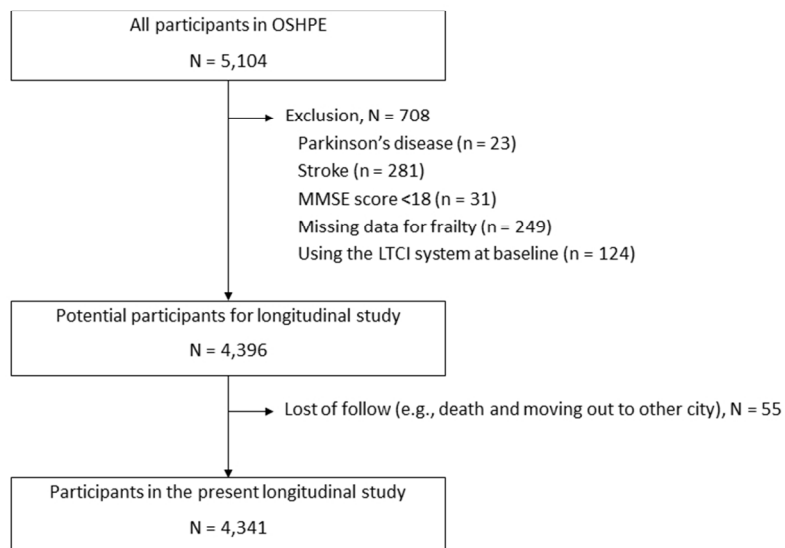 All participants in OSHPE
N = 5,104
Exclusion, N = 708
Parkinson's disease (n = 23)
Stroke (n = 281)
MMSE score <18 (n = 31)
Missing data for frailty (n = 249)
Using the LTCI system at baseline (n = 124)
Potential participants for longitudinal study
N = 4,396
Lost of follow (e.g., death and moving out to other city), N = 55
Participants in the present longitudinal study
N = 4,341